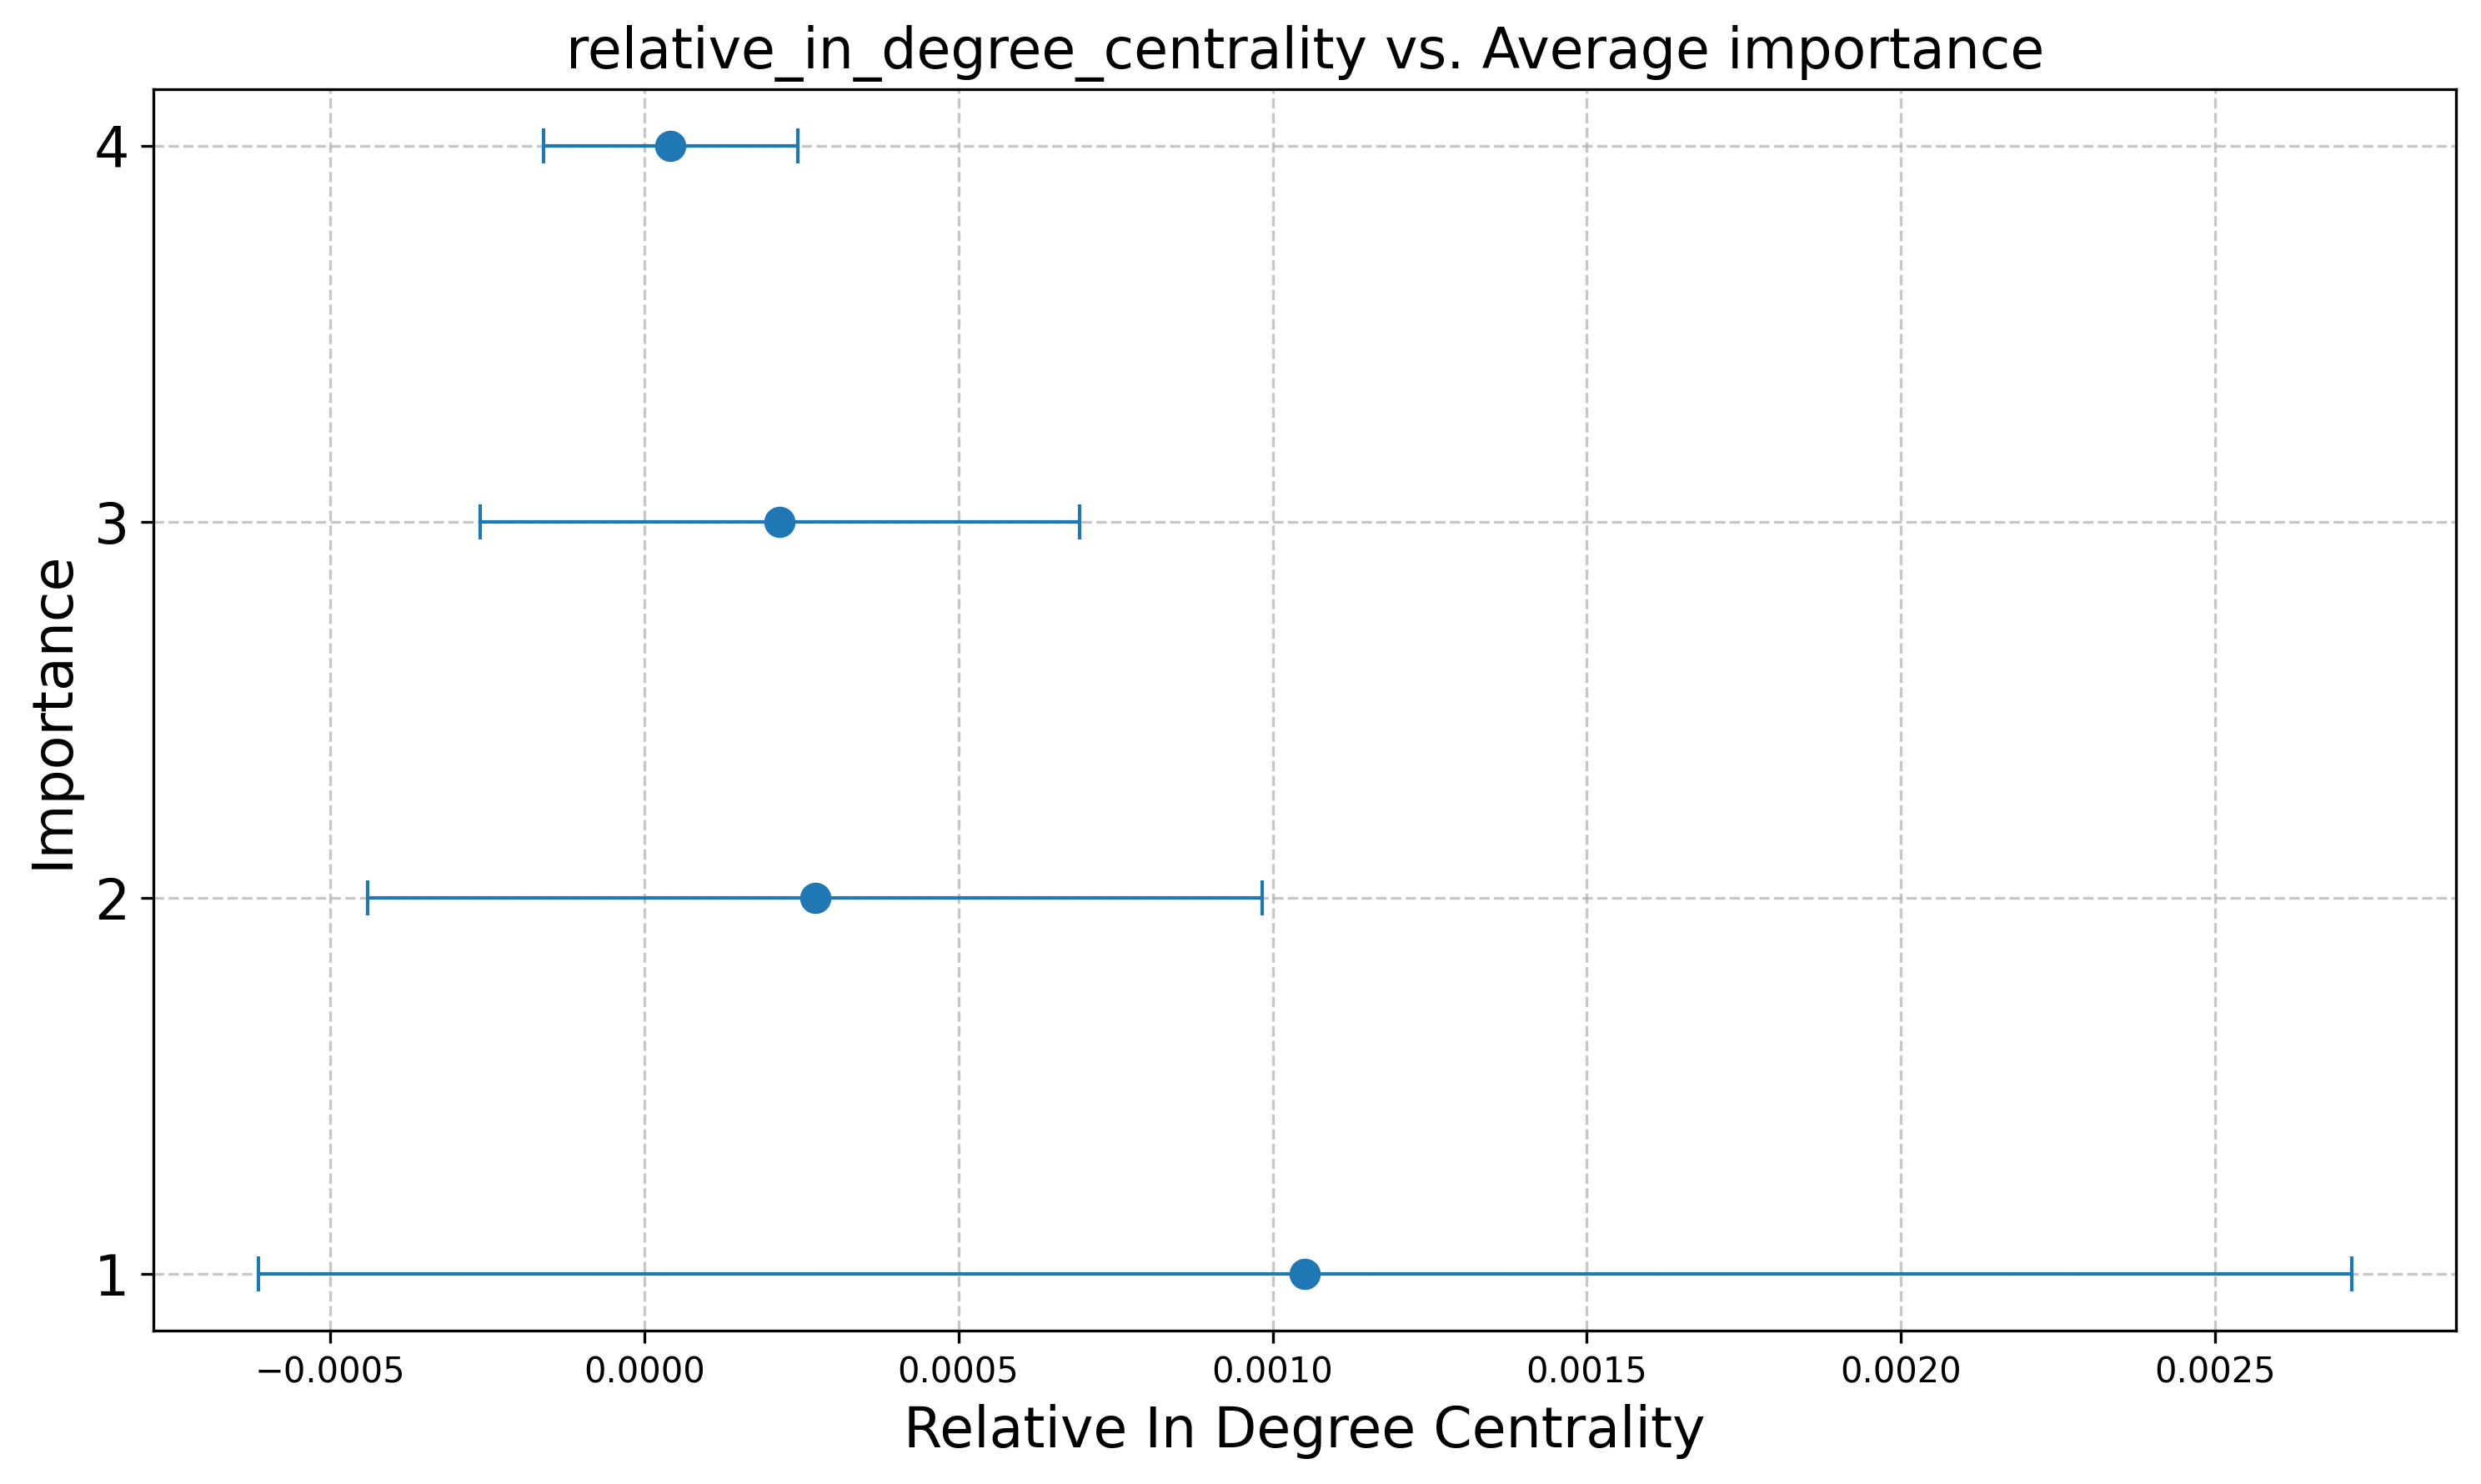 relative_in_degree_centrality vs. Average importance
4
3
2
1
Importance
−0.0005 0.0000 0.0005 0.0010 0.0015 0.0020 0.0025
Relative In Degree Centrality